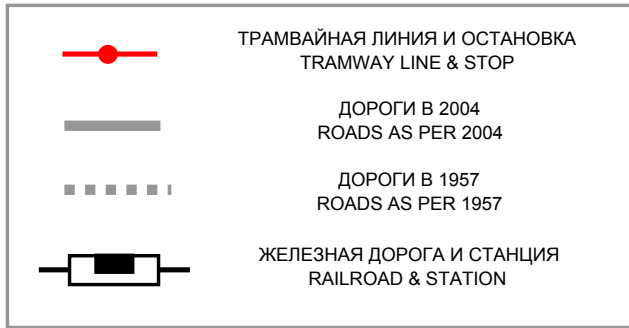 ТРАМВАЙНАЯ ЛИНИЯ И ОСТАНОВКА
TRAMWAY LINE & STOP
ДОРОГИ В 2004
ROADS AS PER 2004
ДОРОГИ В 1957
ROADS AS PER 1957
ЖЕЛЕЗНАЯ ДОРОГА И СТАНЦИЯ
RAILROAD & STATION